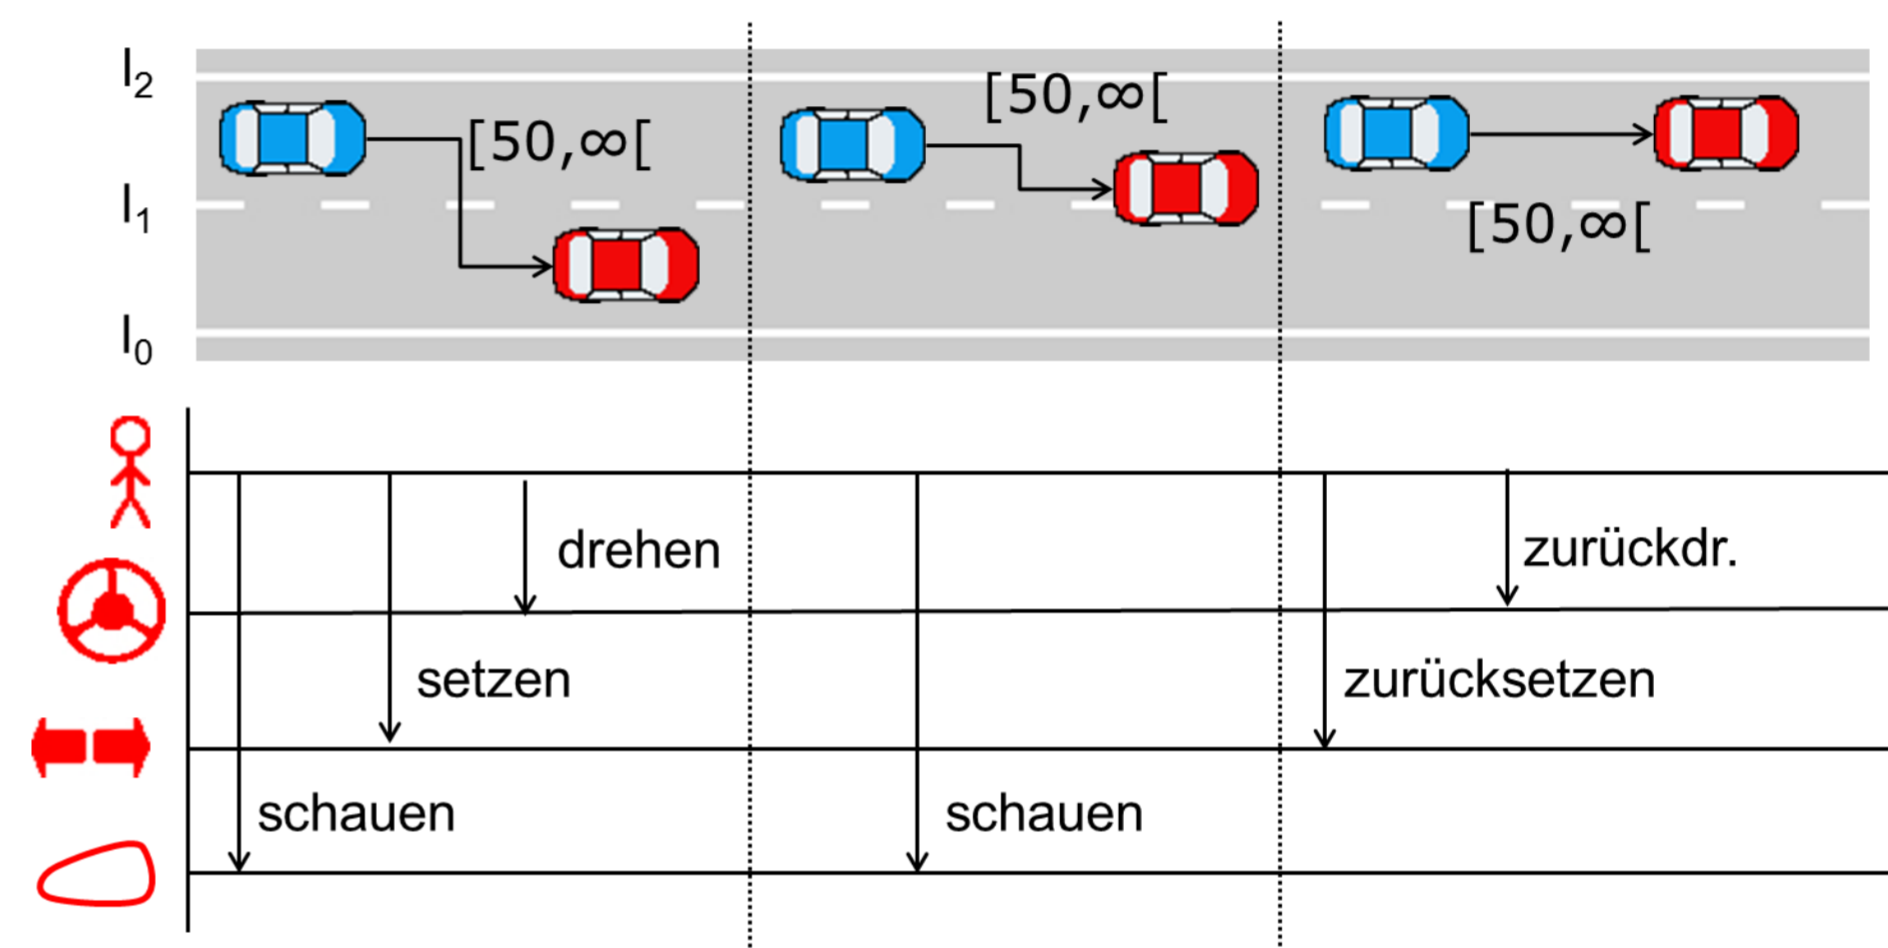 l2
[50,∞[
[50,∞[
l1
[50,∞[
l0
drehen
zurückdr.
setzen
zurücksetzen
schauen
schauen